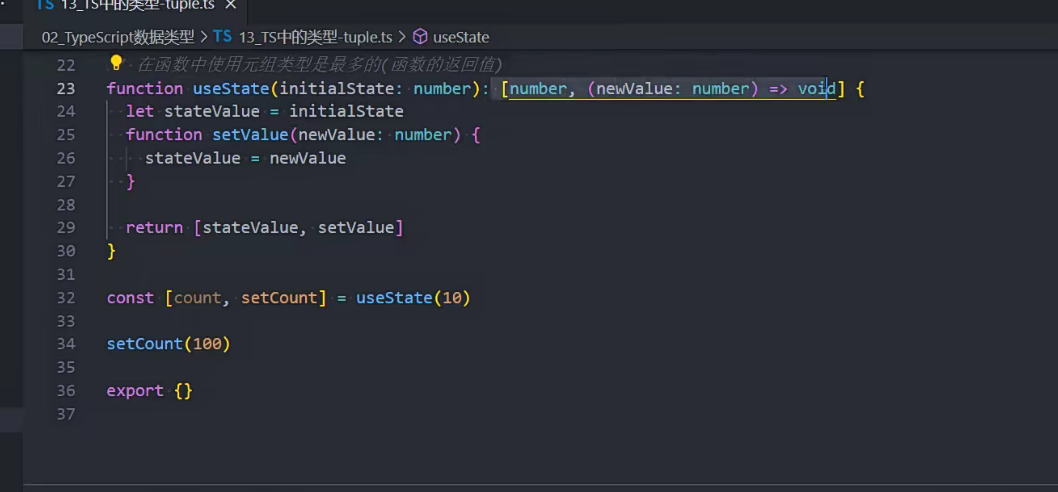 TS 13_TS中的类型-tuple.ts ×
02_TypeScript数据类型 > TS 13_TS中的类型-tuple.ts > useState
22 在函数中使用元组类型是最多的(函数的返回值)
23 function useState(initialState: number): [number, (newValue: number) => void] {
24 let stateValue = initialState
25 function setValue(newValue: number) {
26 stateValue = newValue
27 }
28
29 return [stateValue, setValue]
30 }
31
32 const [count, setCount] = useState(10)
33
34 setCount(100)
35
36 export {}
37